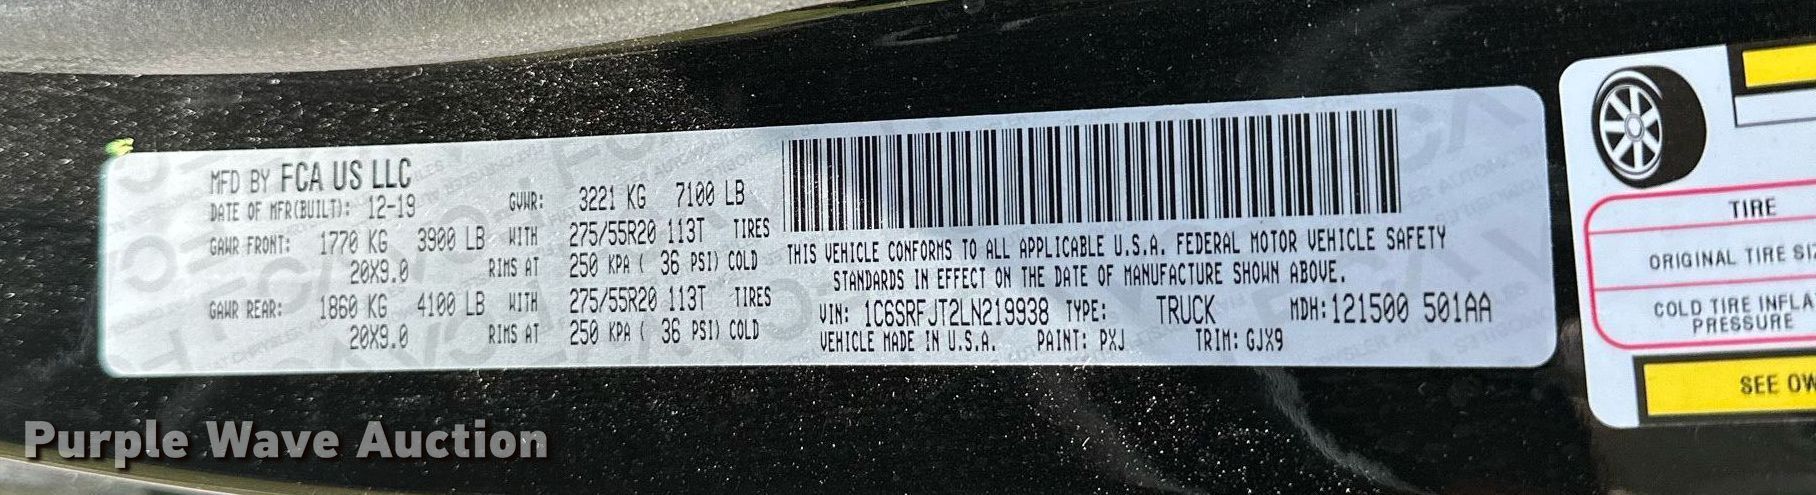 MFD BY FCA US LLC
DATE OF MFR(BUILT): 12-19 GVWR: 3221 KG 7100 LB
GAWR FRONT: 1770 KG 3900 LB WITH 275/55R20 113T TIRES
20X9.0 RIMS AT 250 KPA ( 36 PSI) COLD
GAWR REAR: 1860 KG 4100 LB WITH 275/55R20 113T TIRES
20X9.0 RIMS AT 250 KPA ( 36 PSI) COLD
THIS VEHICLE CONFORMS TO ALL APPLICABLE U.S.A. FEDERAL MOTOR VEHICLE SAFETY
STANDARDS IN EFFECT ON THE DATE OF MANUFACTURE SHOWN ABOVE.
VIN: 1C6SRFJT2LN219938 TYPE: TRUCK MDH: 121500 501AA
VEHICLE MADE IN U.S.A. PAINT: PXJ TRIM: GJX9
TIRE
ORIGINAL TIRE
COLD TIRE
PRESSURE
SEE
Purple Wave Auction